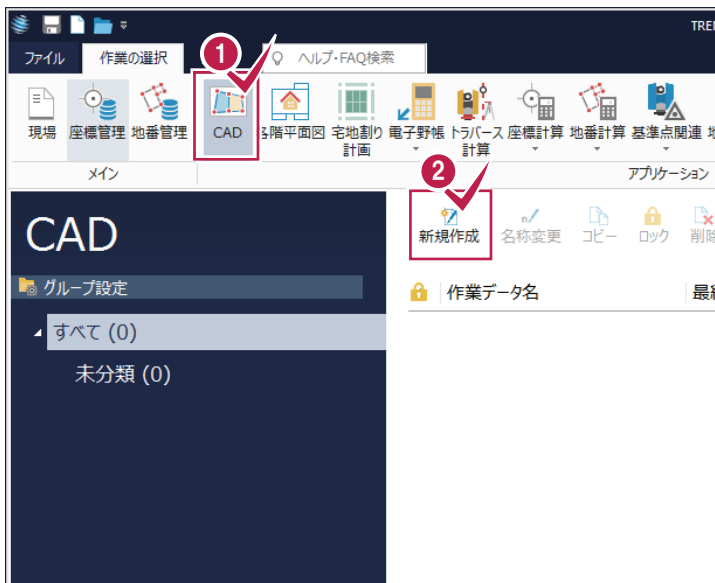 TREN
ファイル 作業の選択 1 ヘルプ・FAQ検索
現場 座標管理 地番管理 CAD 各階平面図 宅地割り計画 電子野帳 トラバース計算 座標計算 地番計算 基準点関連
メイン アプリケーション
2
CAD
新規作成 名称変更 コピー ロック 削除
グループ設定
作業データ名 最終
すべて (0)
未分類 (0)